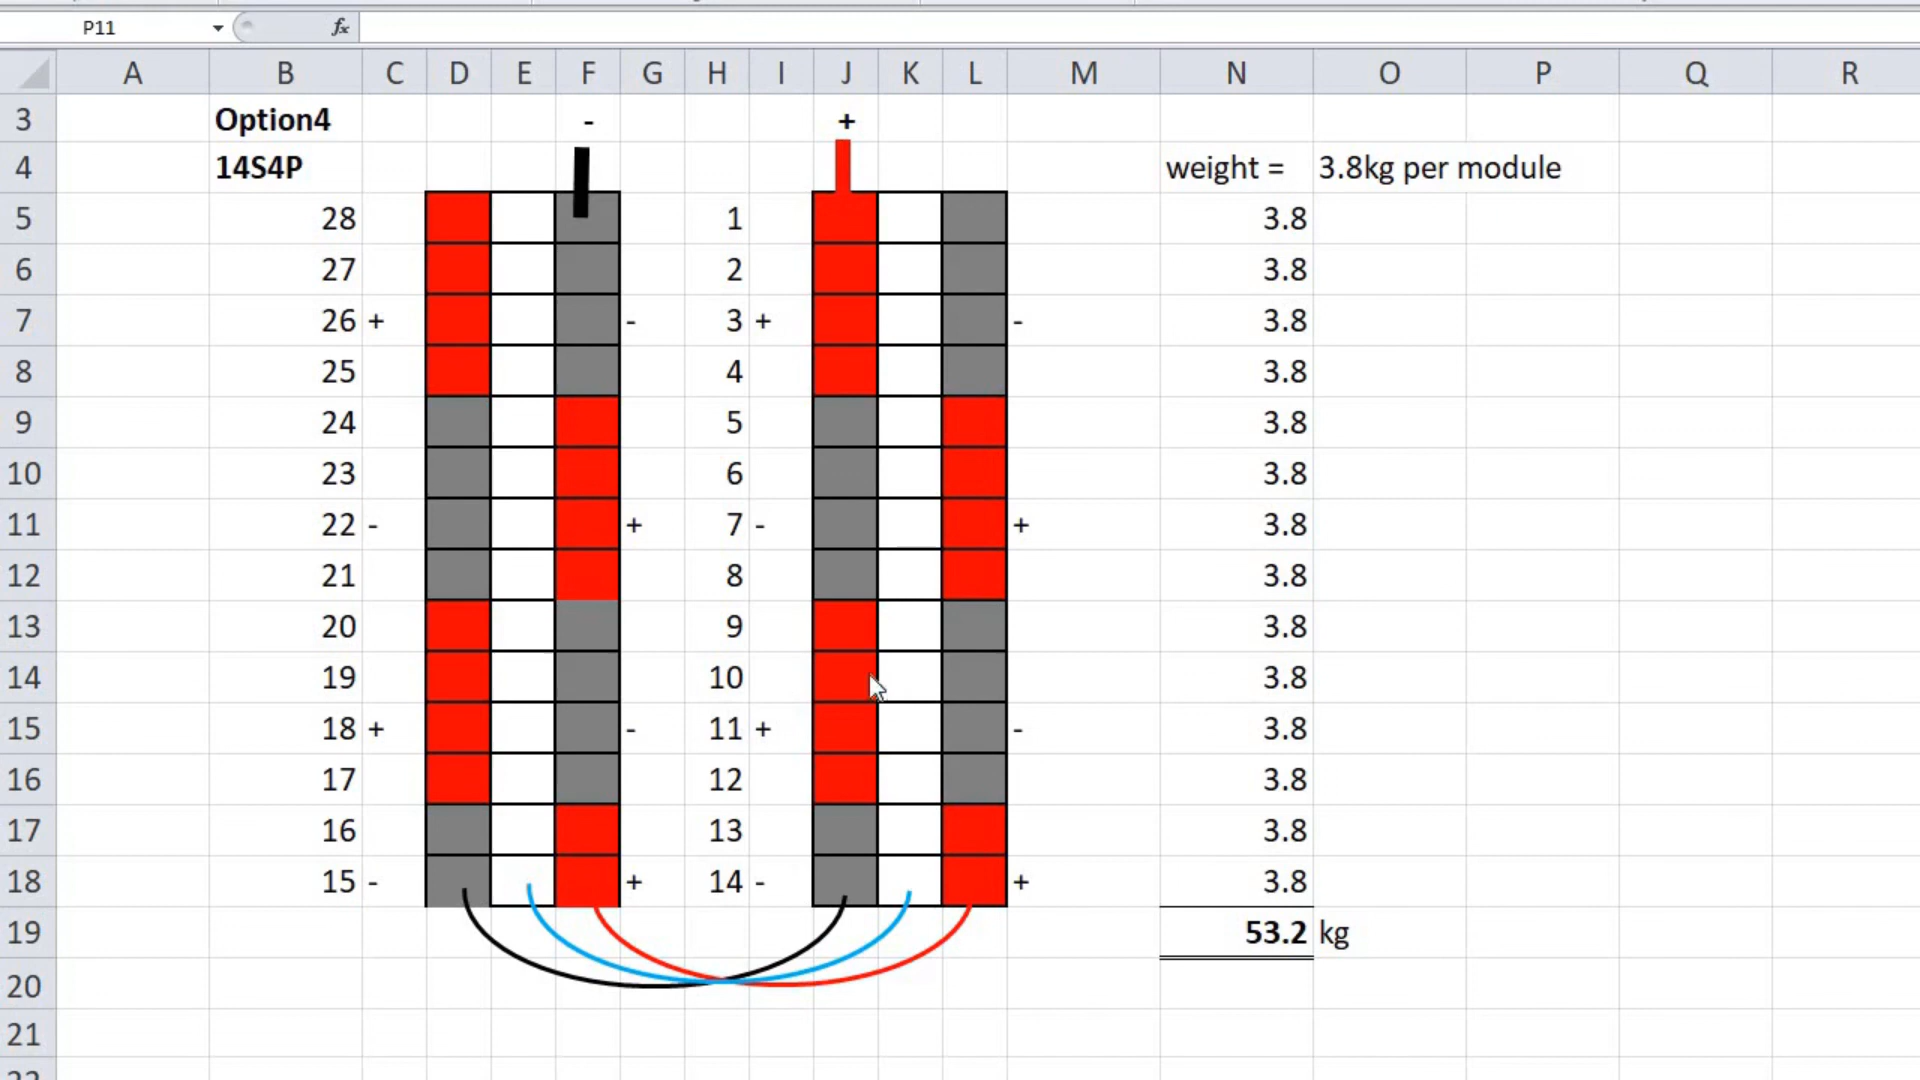 P11 fx
A B C D E F G H I J K L M N O P Q R
3 Option4 - +
4 14S4P weight = 3.8kg per module
5 28 1 3.8
6 27 2 3.8
7 26 + - 3 + - 3.8
8 25 4 3.8
9 24 5 3.8
10 23 6 3.8
11 22 - + 7 - + 3.8
12 21 8 3.8
13 20 9 3.8
14 19 10 3.8
15 18 + - 11 + - 3.8
16 17 12 3.8
17 16 13 3.8
18 15 - + 14 - + 3.8
19 53.2 kg
20
21